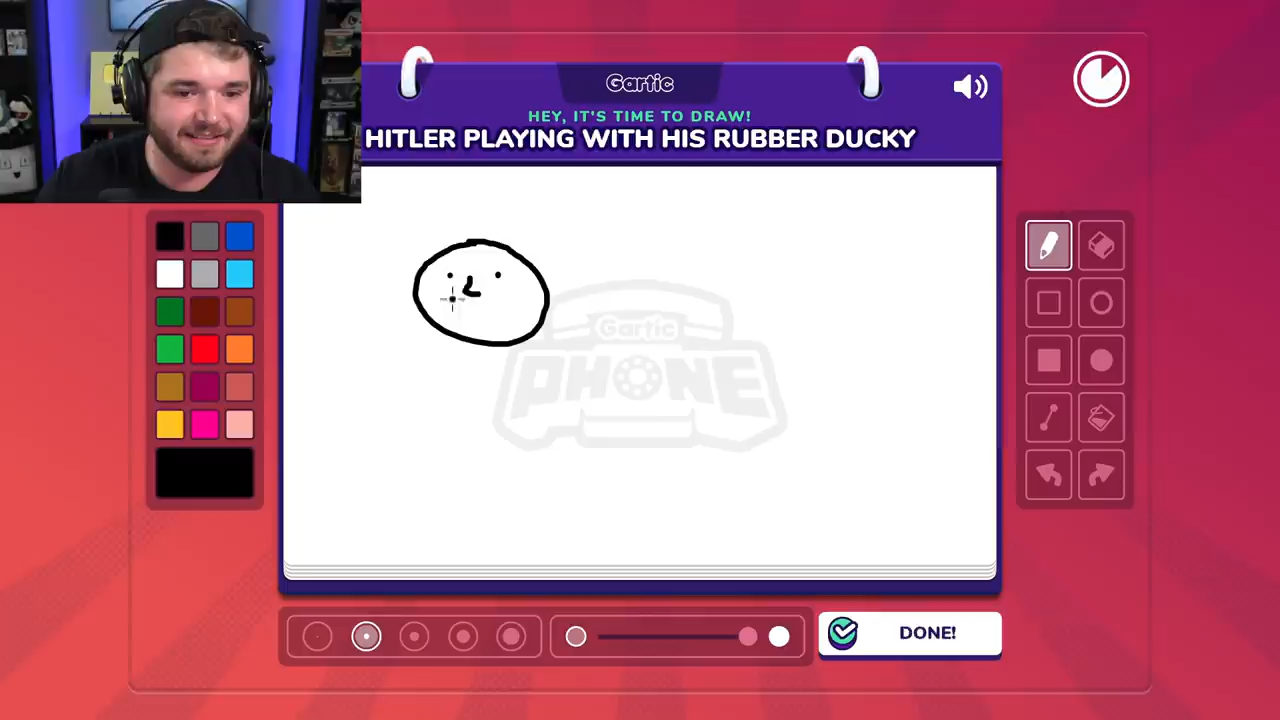 Gartic
HEY, IT'S TIME TO DRAW!
HITLER PLAYING WITH HIS RUBBER DUCKY
Gartic
PHONE
DONE!